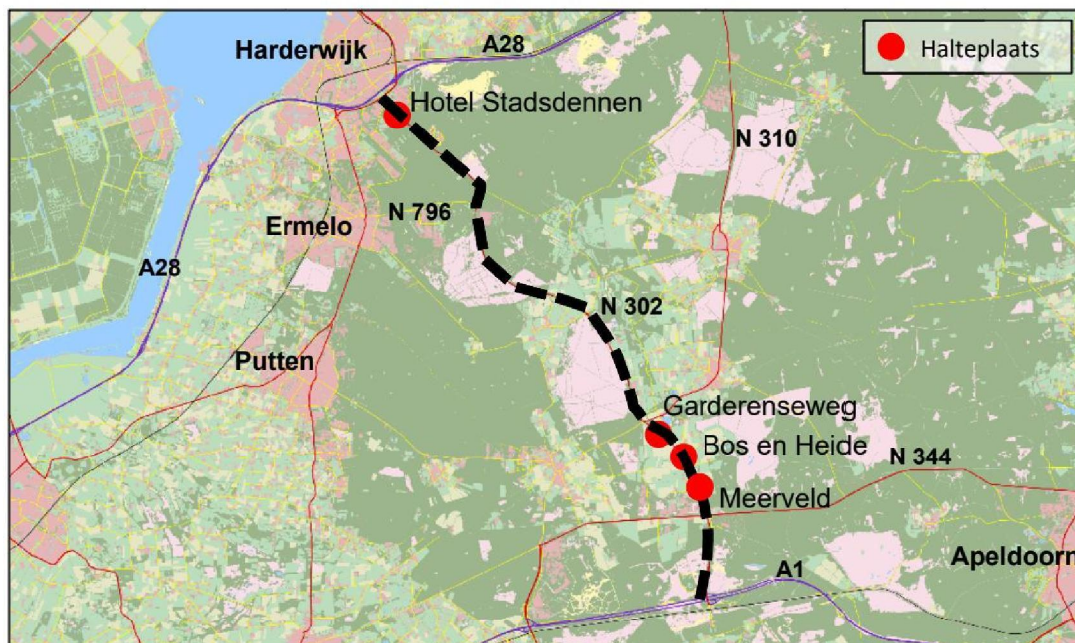 Harderwijk
A28
Halteplaats
Hotel Stadsdennen
N 310
N 796
Ermelo
A28
N 302
Putten
Garderenseweg
Bos en Heide
N 344
Meerveld
Apeldoorn
A1